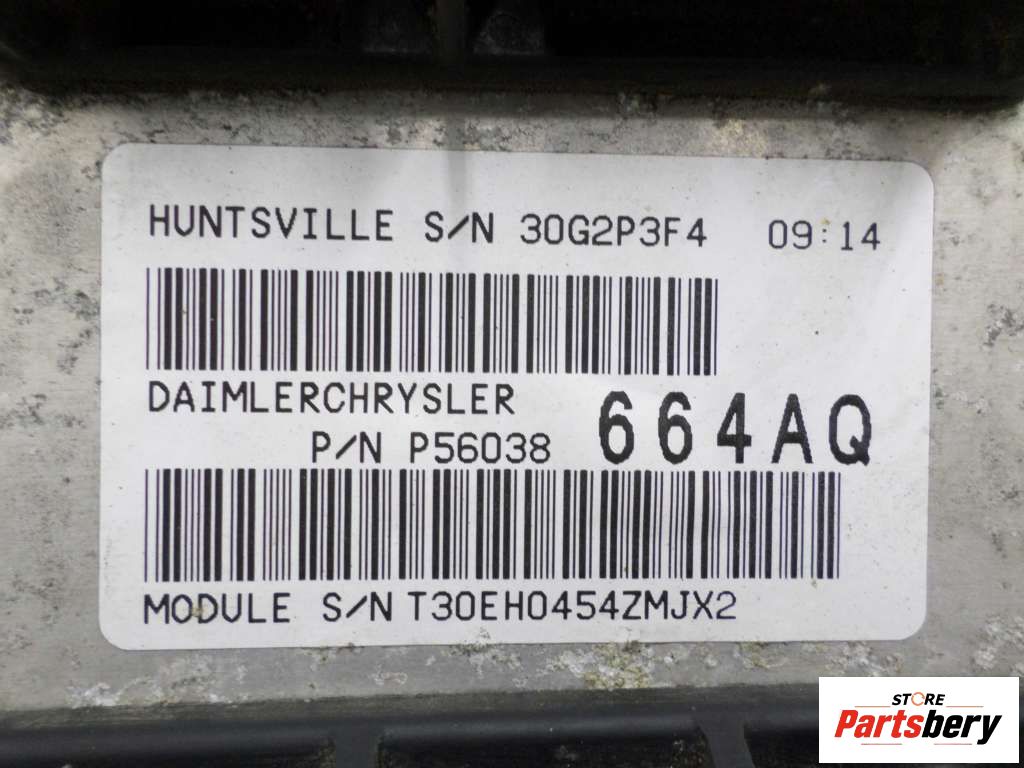 HUNTSVILLE S/N 30G2P3F4 09:14
DAIMLERCHRYSLER
P/N P56038 664AQ
MODULE S/N T30EH0454ZMJX2
STORE
Partsbery